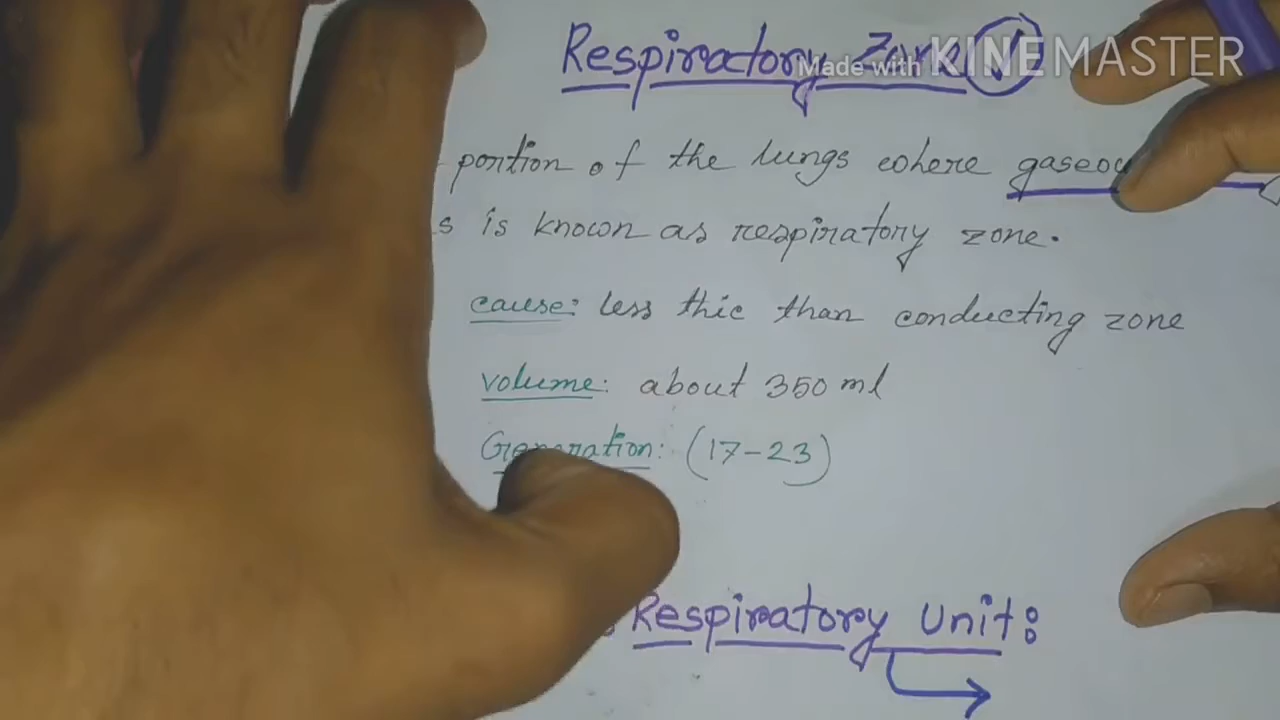 Respiratory Zone
Made with KINEMASTER
portion of the lungs where gaseou
s is known as respiratory zone.
cause: less thic than conducting zone
volume: about 350 ml
Generation: (17-23)
Respiratory Unit: